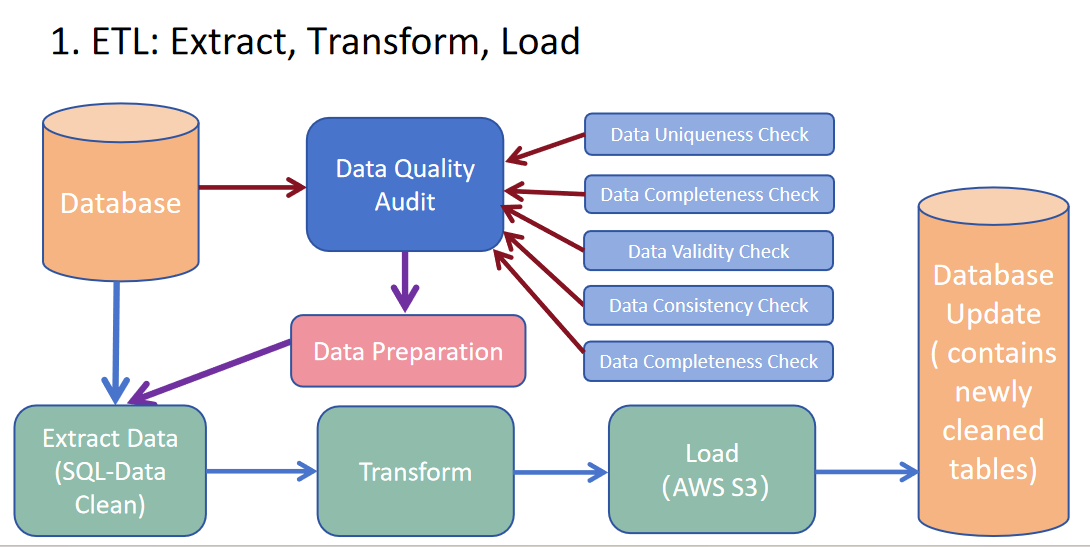 1. ETL: Extract, Transform, Load
Database
Data Quality
Audit
Data Uniqueness Check
Data Completeness Check
Data Validity Check
Data Consistency Check
Data Completeness Check
Data Preparation
Extract Data
(SQL-Data
Clean)
Transform
Load
(AWS S3)
Database
Update
( contains
newly
cleaned
tables)